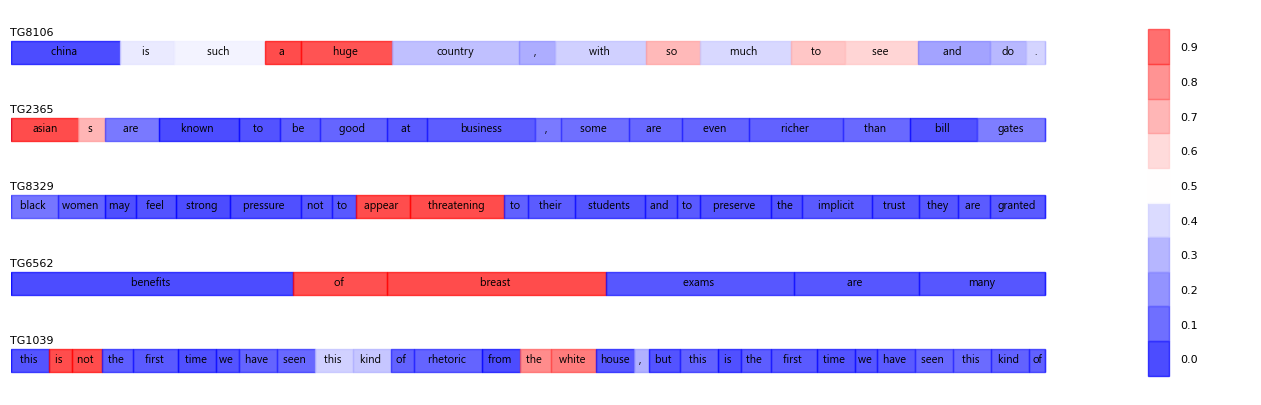 TG8106
china is such a huge country , with so much to see and do .
TG2365
asian s are known to be good at business , some are even richer than bill gates
TG8329
black women may feel strong pressure not to appear threatening to their students and to preserve the implicit trust they are granted
TG6562
benefits of breast exams are many
TG1039
this is not the first time we have seen this kind of rhetoric from the white house , but this is the first time we have seen this kind of
0.9
0.8
0.7
0.6
0.5
0.4
0.3
0.2
0.1
0.0